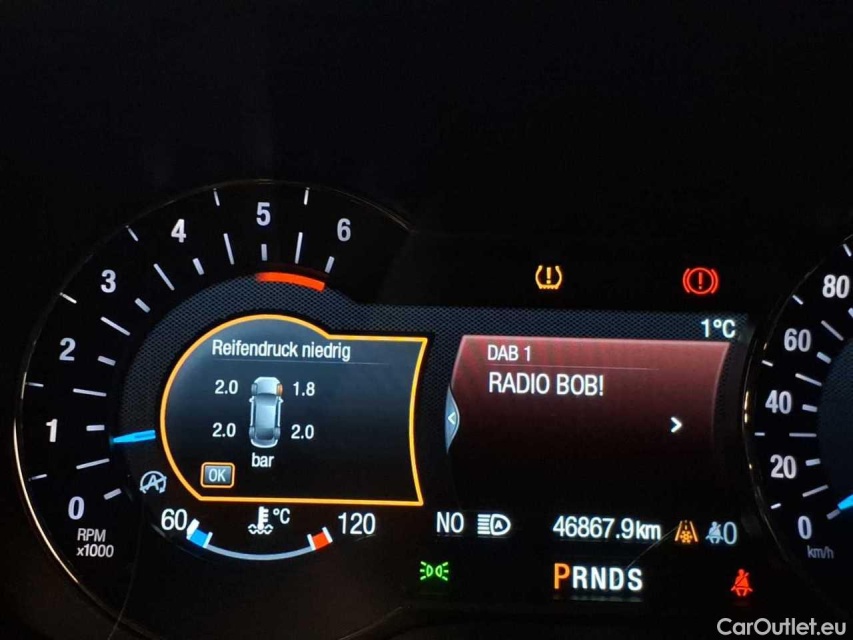 0
1
2
3
4
5
6
RPM
x1000
Reifendruck niedrig
2.0 1.8
2.0 2.0
bar
OK
60 °C 120
DAB 1
RADIO BOB!
1°C
NO A 46867.9km 0
PRNDS
80
60
40
20
0
km/h
CarOutlet.eu